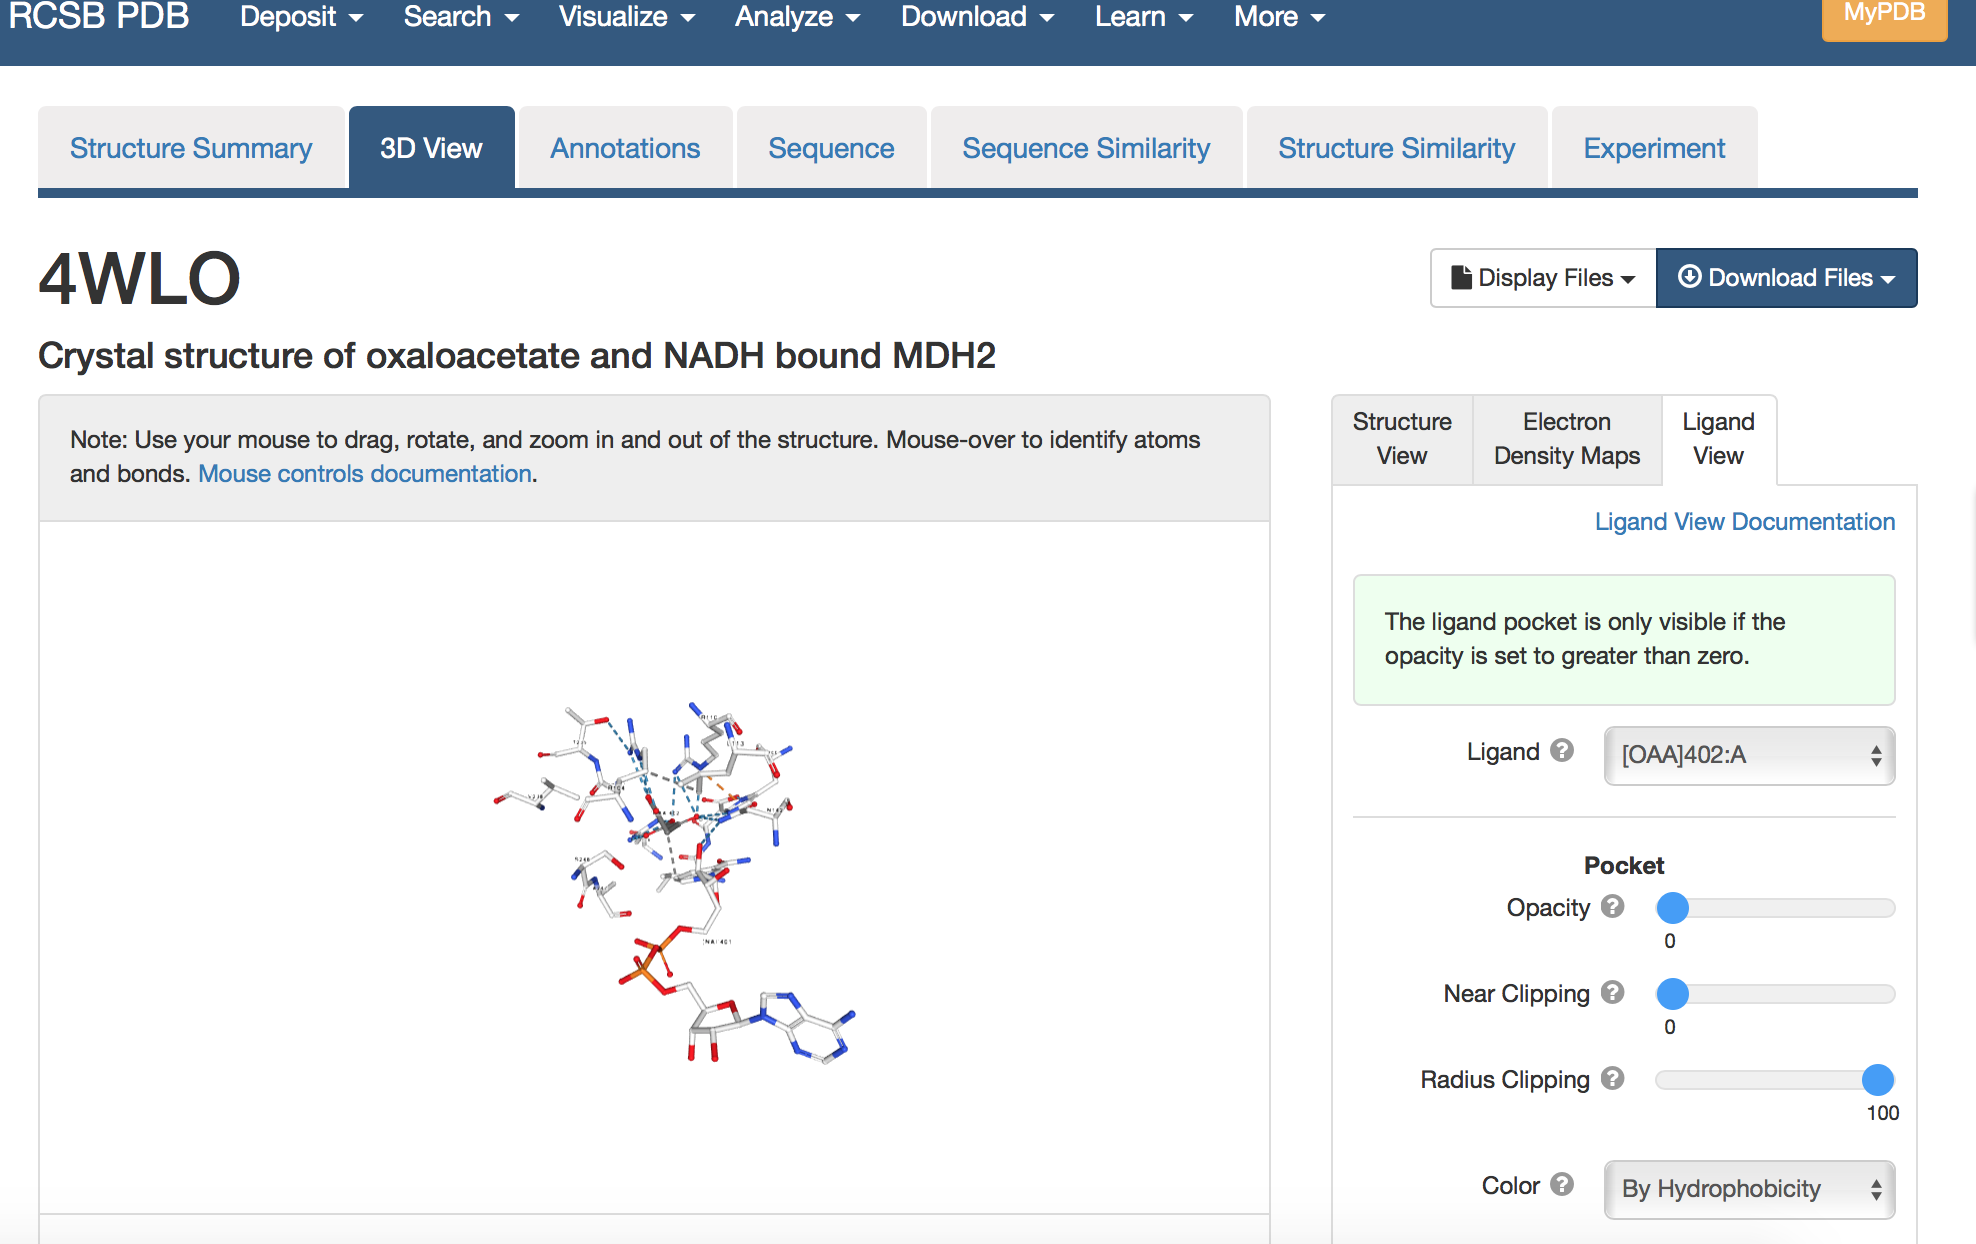 RCSB PDB Deposit Search Visualize Analyze Download Learn More MyPDB
Structure Summary 3D View Annotations Sequence Sequence Similarity Structure Similarity Experiment
4WLO
Display Files Download Files
Crystal structure of oxaloacetate and NADH bound MDH2
Note: Use your mouse to drag, rotate, and zoom in and out of the structure. Mouse-over to identify atoms
and bonds. Mouse controls documentation.
Structure
View
Electron
Density Maps
Ligand
View
Ligand View Documentation
The ligand pocket is only visible if the
opacity is set to greater than zero.
Ligand ? [OAA]402:A
Pocket
Opacity ?
0
Near Clipping ?
0
Radius Clipping ?
100
Color ? By Hydrophobicity